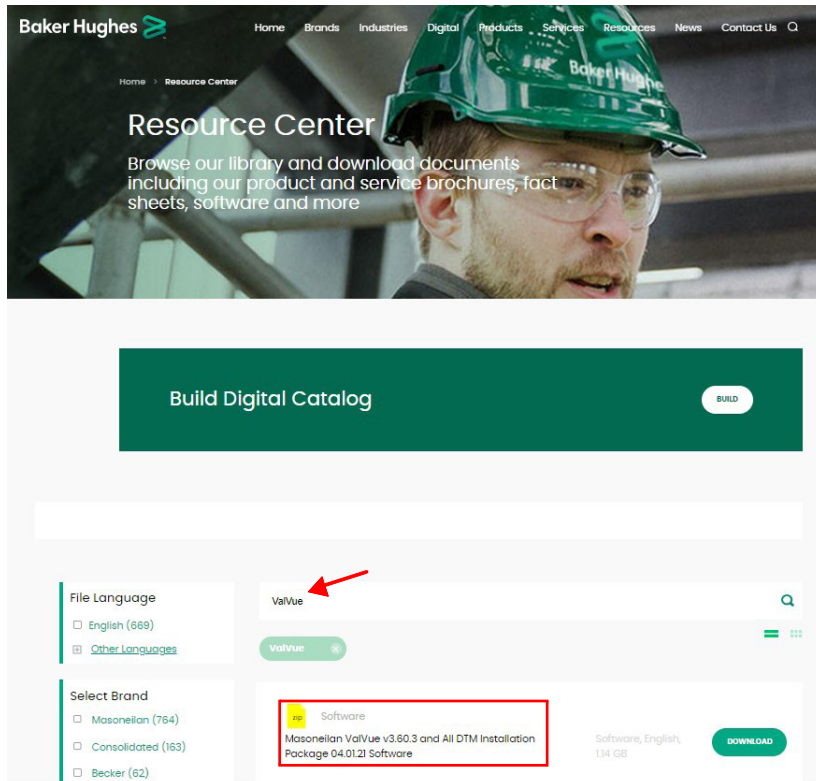 Baker Hughes
Home Brands Industries Digital Products Services Resources News Contact Us
Home > Resource Center
Baker Hughe
Resource Center
Browse our library and download documents
including our product and service brochures, fact
sheets, software and more
Build Digital Catalog
BUILD
File Language
English (669)
Other Languages
ValVue
ValVue
Select Brand
Masoneilan (764)
Consolidated (163)
Becker (62)
zip
Software
Masoneilan ValVue v3.60.3 and All DTM Installation
Package 04.01.21 Software
Software, English,
1.14 GB
DOWNLOAD